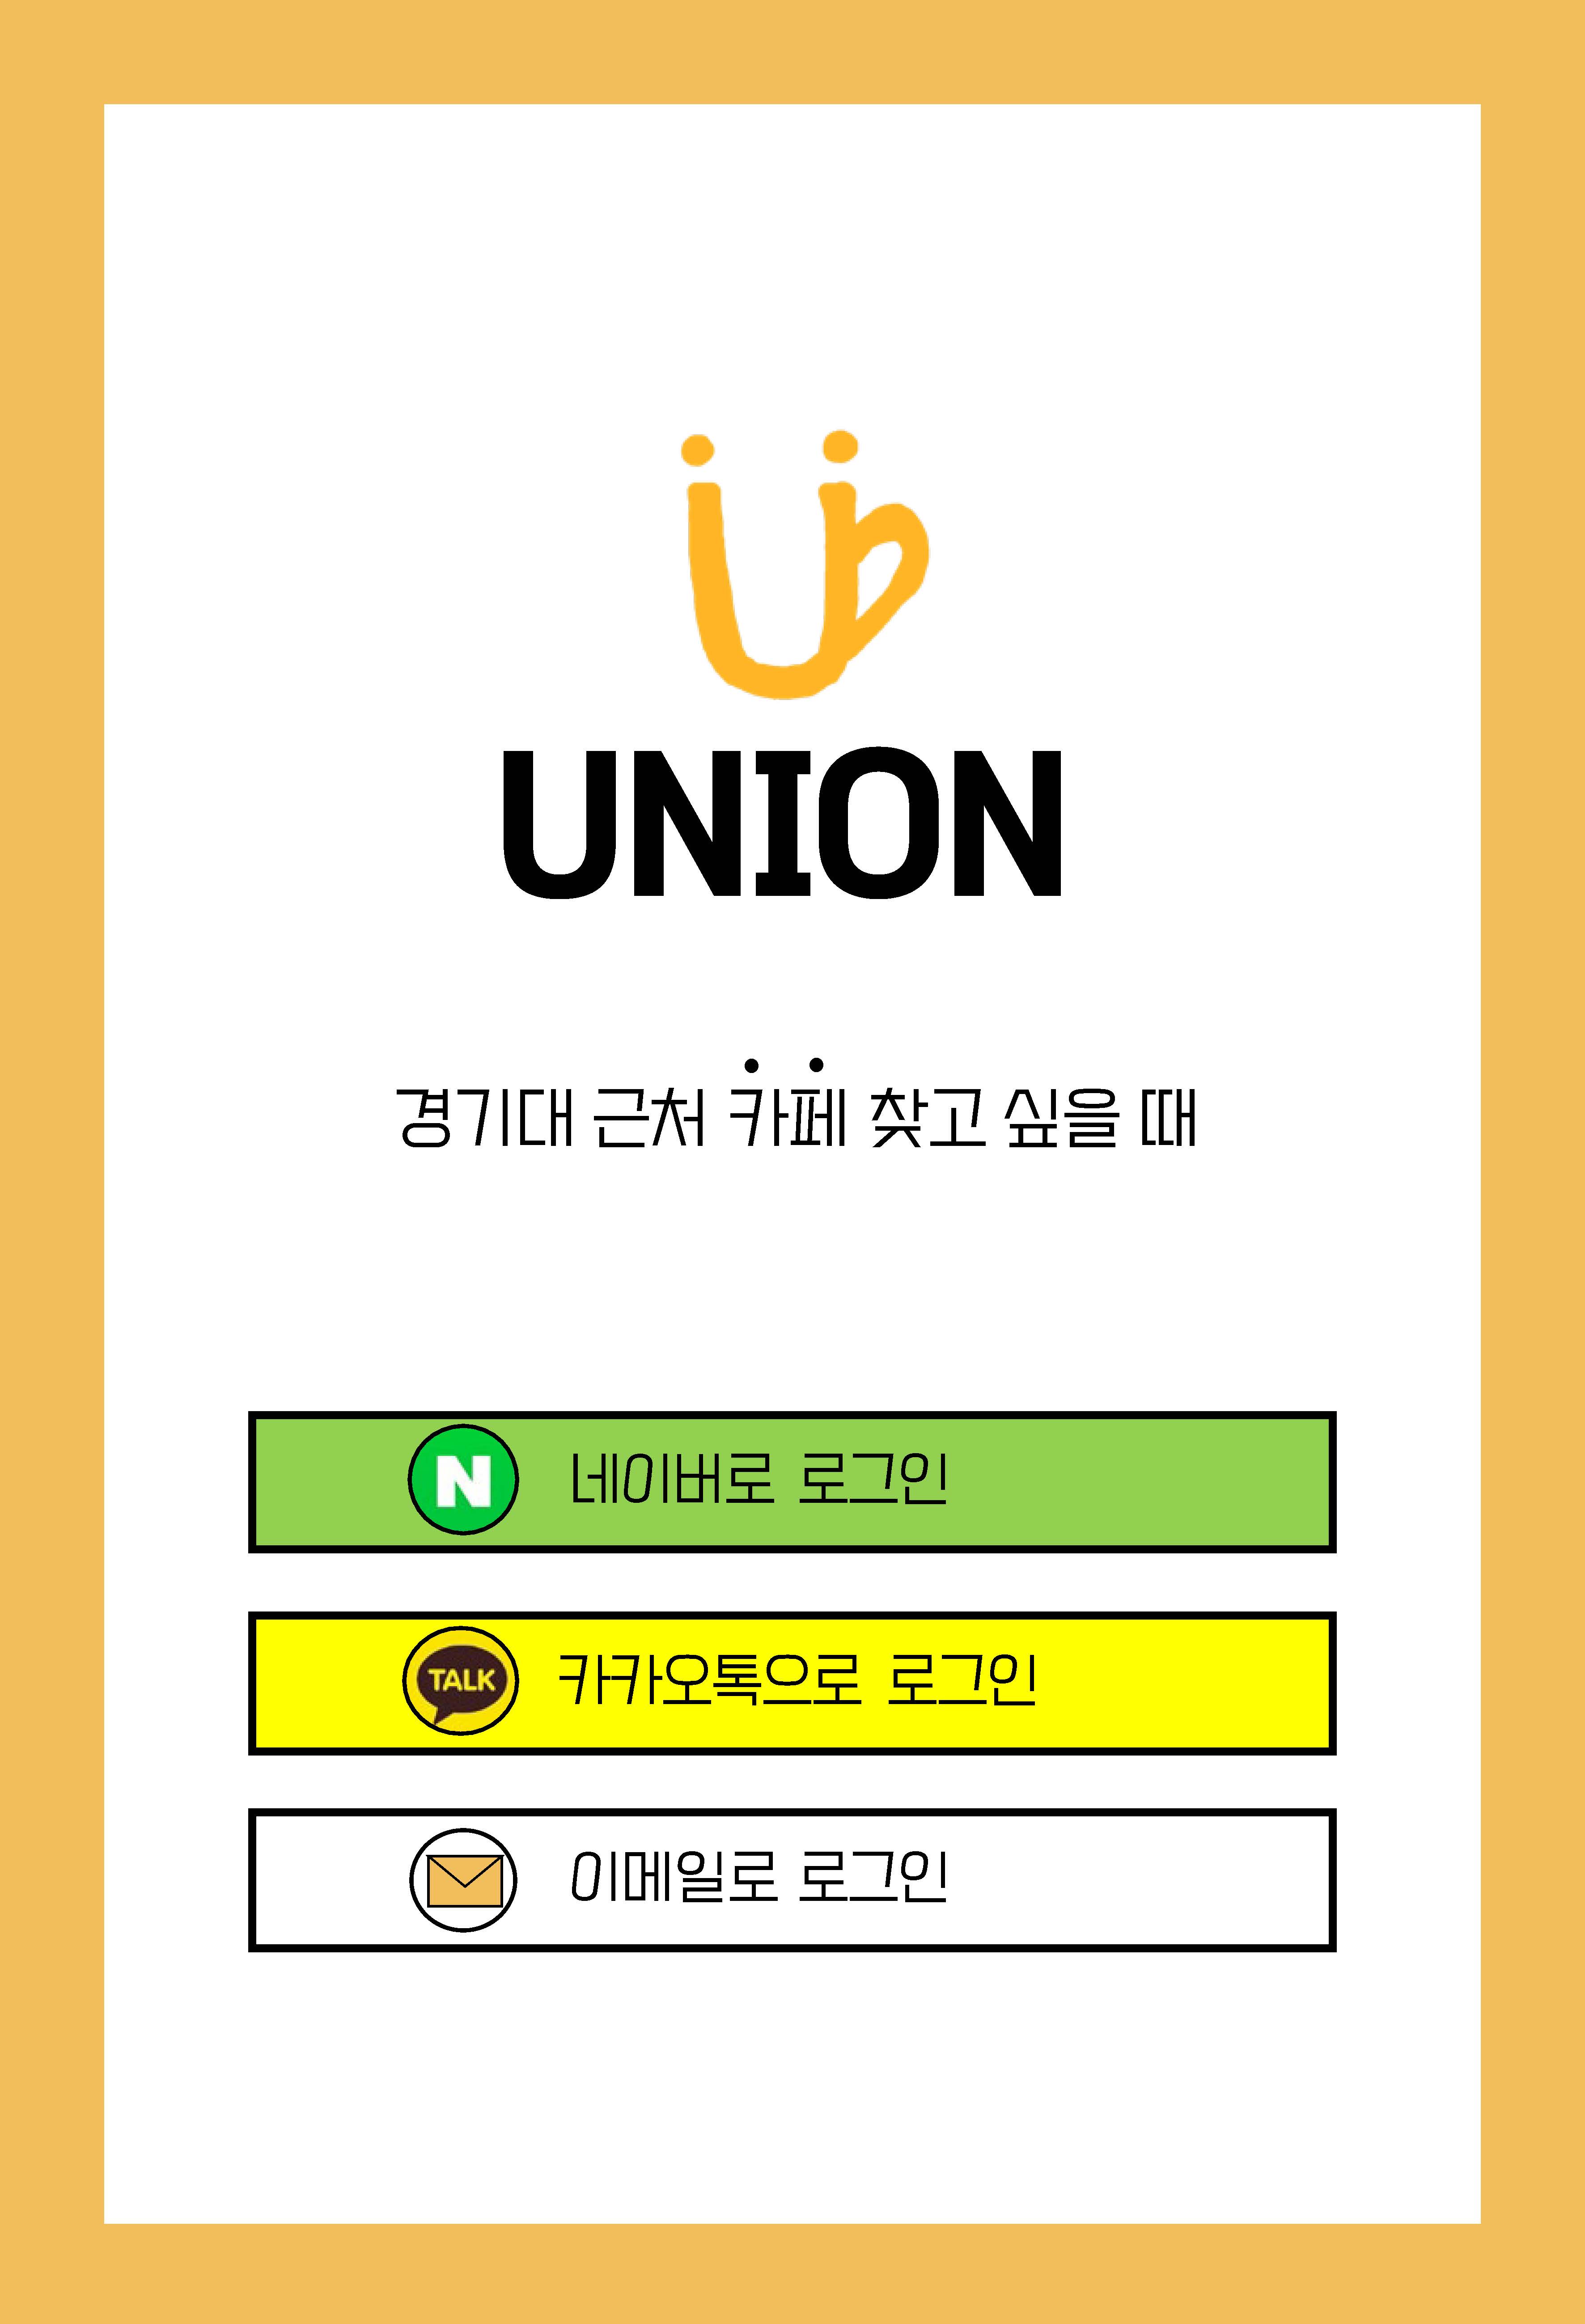 UNION
경기대 근처 카페 찾고 싶을 때
N 네이버로 로그인
TALK 카카오톡으로 로그인
이메일로 로그인